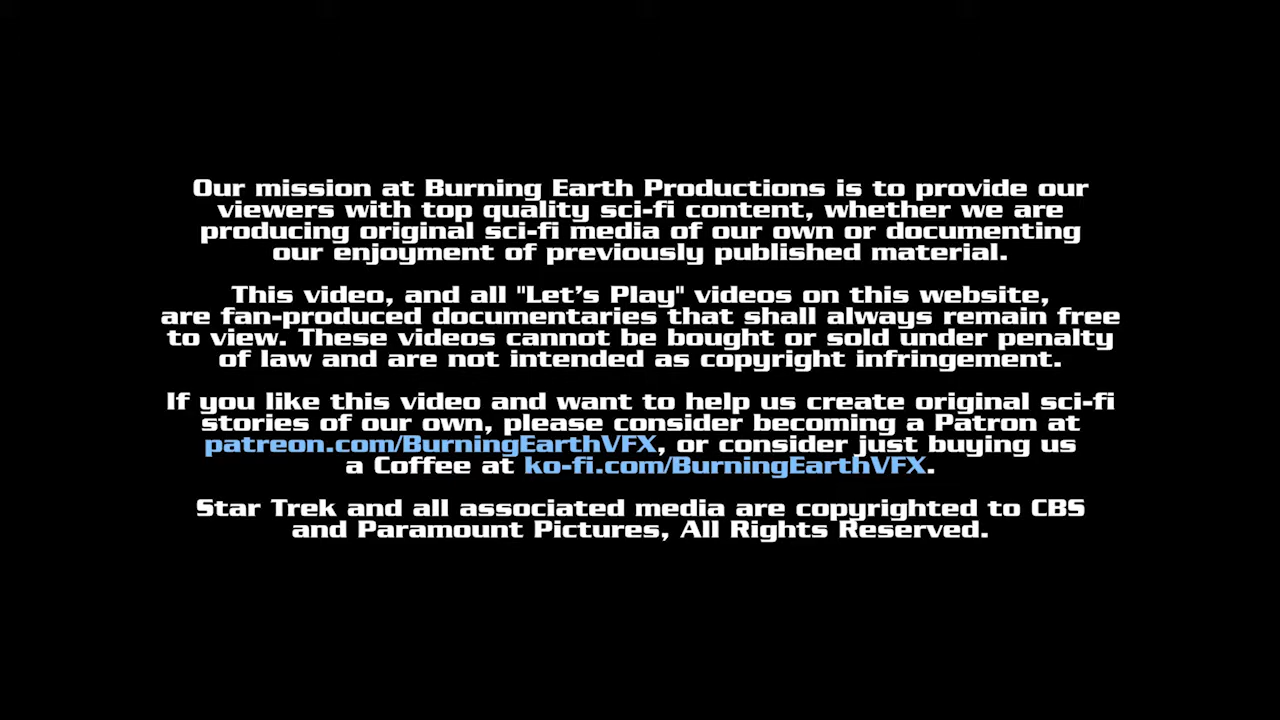 Our mission at Burning Earth Productions is to provide our
viewers with top quality sci-fi content, whether we are
producing original sci-fi media of our own or documenting
our enjoyment of previously published material.
This video, and all "Let’s Play" videos on this website,
are fan-produced documentaries that shall always remain free
to view. These videos cannot be bought or sold under penalty
of law and are not intended as copyright infringement.
If you like this video and want to help us create original sci-fi
stories of our own, please consider becoming a Patron at
patreon.com/BurningEarthVFX, or consider just buying us
a Coffee at ko-fi.com/BurningEarthVFX.
Star Trek and all associated media are copyrighted to CBS
and Paramount Pictures, All Rights Reserved.